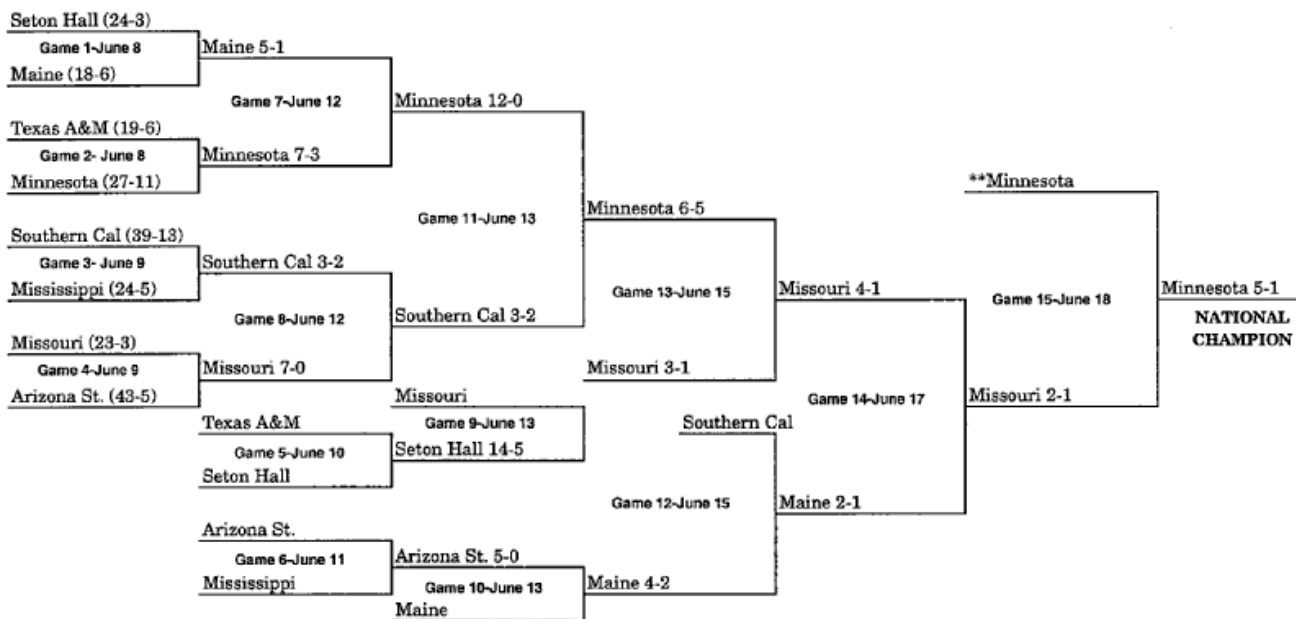 Seton Hall (24-3)
Game 1-June 8
Maine 5-1
Maine (18-6)
Game 7-June 12
Minnesota 12-0
Texas A&M (19-6)
Game 2- June 8
Minnesota 7-3
Minnesota (27-11)
**Minnesota
Game 11-June 13
Minnesota 6-5
Southern Cal (39-13)
Game 3- June 9
Southern Cal 3-2
Mississippi (24-5)
Game 13-June 15
Missouri 4-1
Game 15-June 18
Minnesota 5-1
NATIONAL
CHAMPION
Game 8-June 12
Southern Cal 3-2
Missouri (23-3)
Game 4-June 9
Missouri 7-0
Missouri 3-1
Arizona St. (43-5)
Missouri
Game 14-June 17
Missouri 2-1
Texas A&M
Game 9-June 13
Southern Cal
Game 5-June 10
Seton Hall 14-5
Seton Hall
Game 12-June 15
Maine 2-1
Arizona St.
Game 6-June 11
Arizona St. 5-0
Mississippi
Game 10-June 13
Maine 4-2
Maine